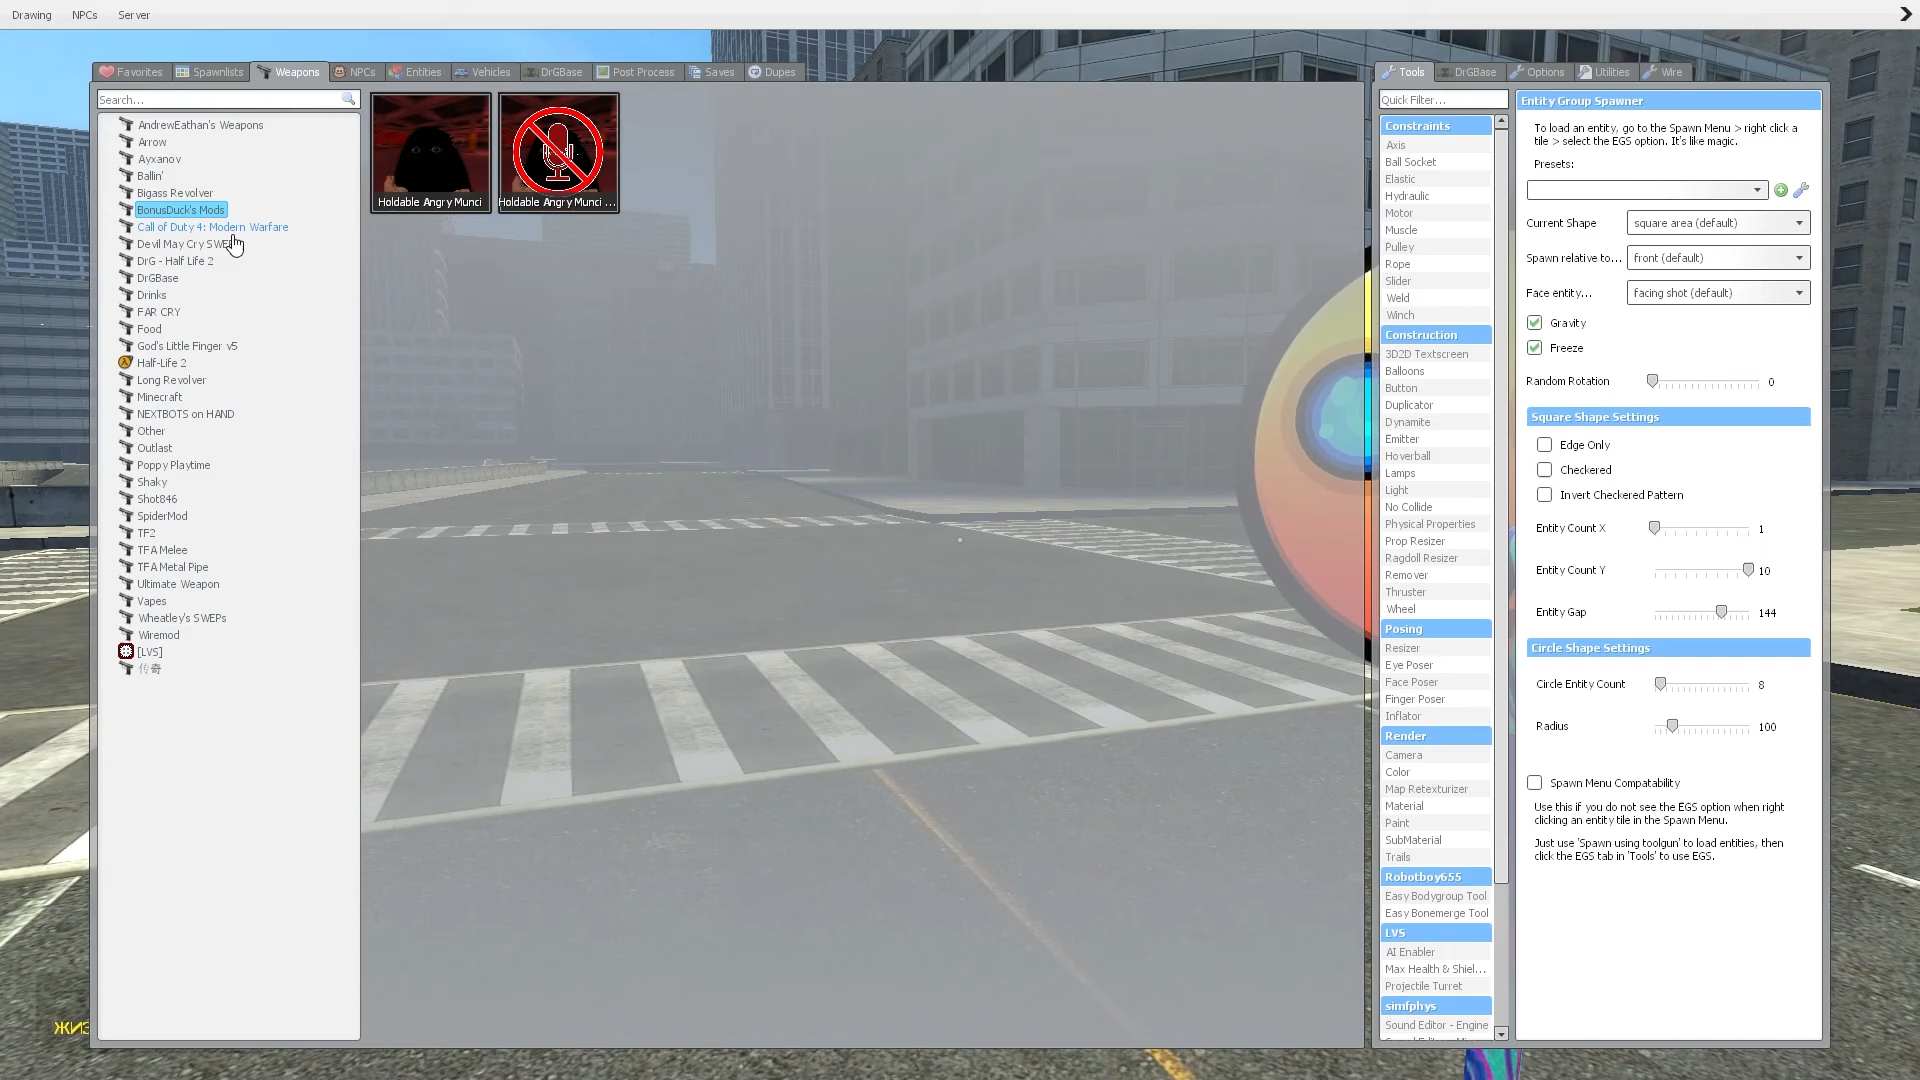 Drawing
NPCs
Server
Favorites
Spawnlists
Weapons
NPCs
Entities
Vehicles
DrGBase
Post Process
Saves
Dupes
Search...
AndrewEathan's Weapons
Arrow
Ayxanov
Ballin'
Bigass Revolver
BonusDuck's Mods
Call of Duty 4: Modern Warfare
Devil May Cry SWE
DrG - Half Life 2
DrGBase
Drinks
FAR CRY
Food
God's Little Finger v5
Half-Life 2
Long Revolver
Minecraft
NEXTBOTS on HAND
Other
Outlast
Poppy Playtime
Shaky
Shot846
SpiderMod
TF2
TFA Melee
TFA Metal Pipe
Ultimate Weapon
Vapes
Wheatley's SWEPs
Wiremod
[LVS]
传奇
Holdable Angry Munci
Holdable Angry Munci ...
ЖИЗ
Tools
DrGBase
Options
Utilities
Wire
Quick Filter...
Constraints
Axis
Ball Socket
Elastic
Hydraulic
Motor
Muscle
Pulley
Rope
Slider
Weld
Winch
Construction
3D2D Textscreen
Balloons
Button
Duplicator
Dynamite
Emitter
Hoverball
Lamps
Light
No Collide
Physical Properties
Prop Resizer
Ragdoll Resizer
Remover
Thruster
Wheel
Posing
Resizer
Eye Poser
Face Poser
Finger Poser
Inflator
Render
Camera
Color
Map Retexturizer
Material
Paint
SubMaterial
Trails
Robotboy655
Easy Bodygroup Tool
Easy Bonemerge Tool
LVS
AI Enabler
Max Health & Shiel...
Projectile Turret
simfphys
Sound Editor - Engine
Entity Group Spawner
To load an entity, go to the Spawn Menu > right click a
tile > select the EGS option. It's like magic.
Presets:
Current Shape
square area (default)
Spawn relative to...
front (default)
Face entity...
facing shot (default)
Gravity
Freeze
Random Rotation
0
Square Shape Settings
Edge Only
Checkered
Invert Checkered Pattern
Entity Count X
1
Entity Count Y
10
Entity Gap
144
Circle Shape Settings
Circle Entity Count
8
Radius
100
Spawn Menu Compatability
Use this if you do not see the EGS option when right
clicking an entity tile in the Spawn Menu.
Just use 'Spawn using toolgun' to load entities, then
click the EGS tab in 'Tools' to use EGS.